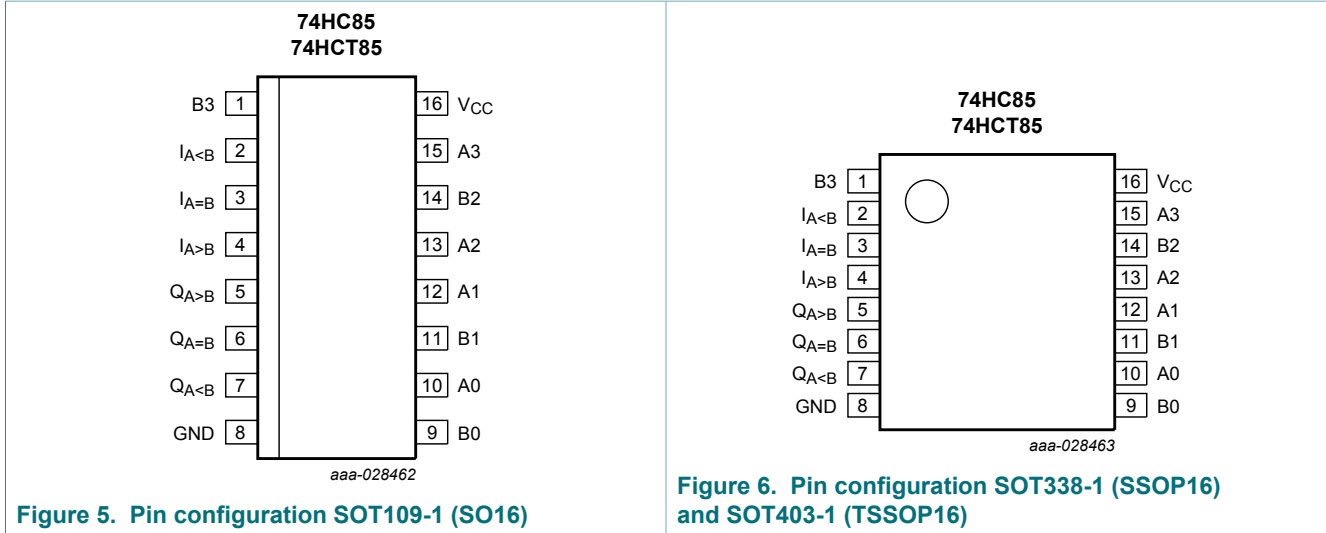 74HC85
74HCT85
B3 1 16 VCC
IA<B 2 15 A3
IA=B 3 14 B2
IA>B 4 13 A2
QA>B 5 12 A1
QA=B 6 11 B1
QA<B 7 10 A0
GND 8 9 B0
aaa-028462
Figure 5. Pin configuration SOT109-1 (SO16)
74HC85
74HCT85
B3 1 16 VCC
IA<B 2 15 A3
IA=B 3 14 B2
IA>B 4 13 A2
QA>B 5 12 A1
QA=B 6 11 B1
QA<B 7 10 A0
GND 8 9 B0
aaa-028463
Figure 6. Pin configuration SOT338-1 (SSOP16)
and SOT403-1 (TSSOP16)